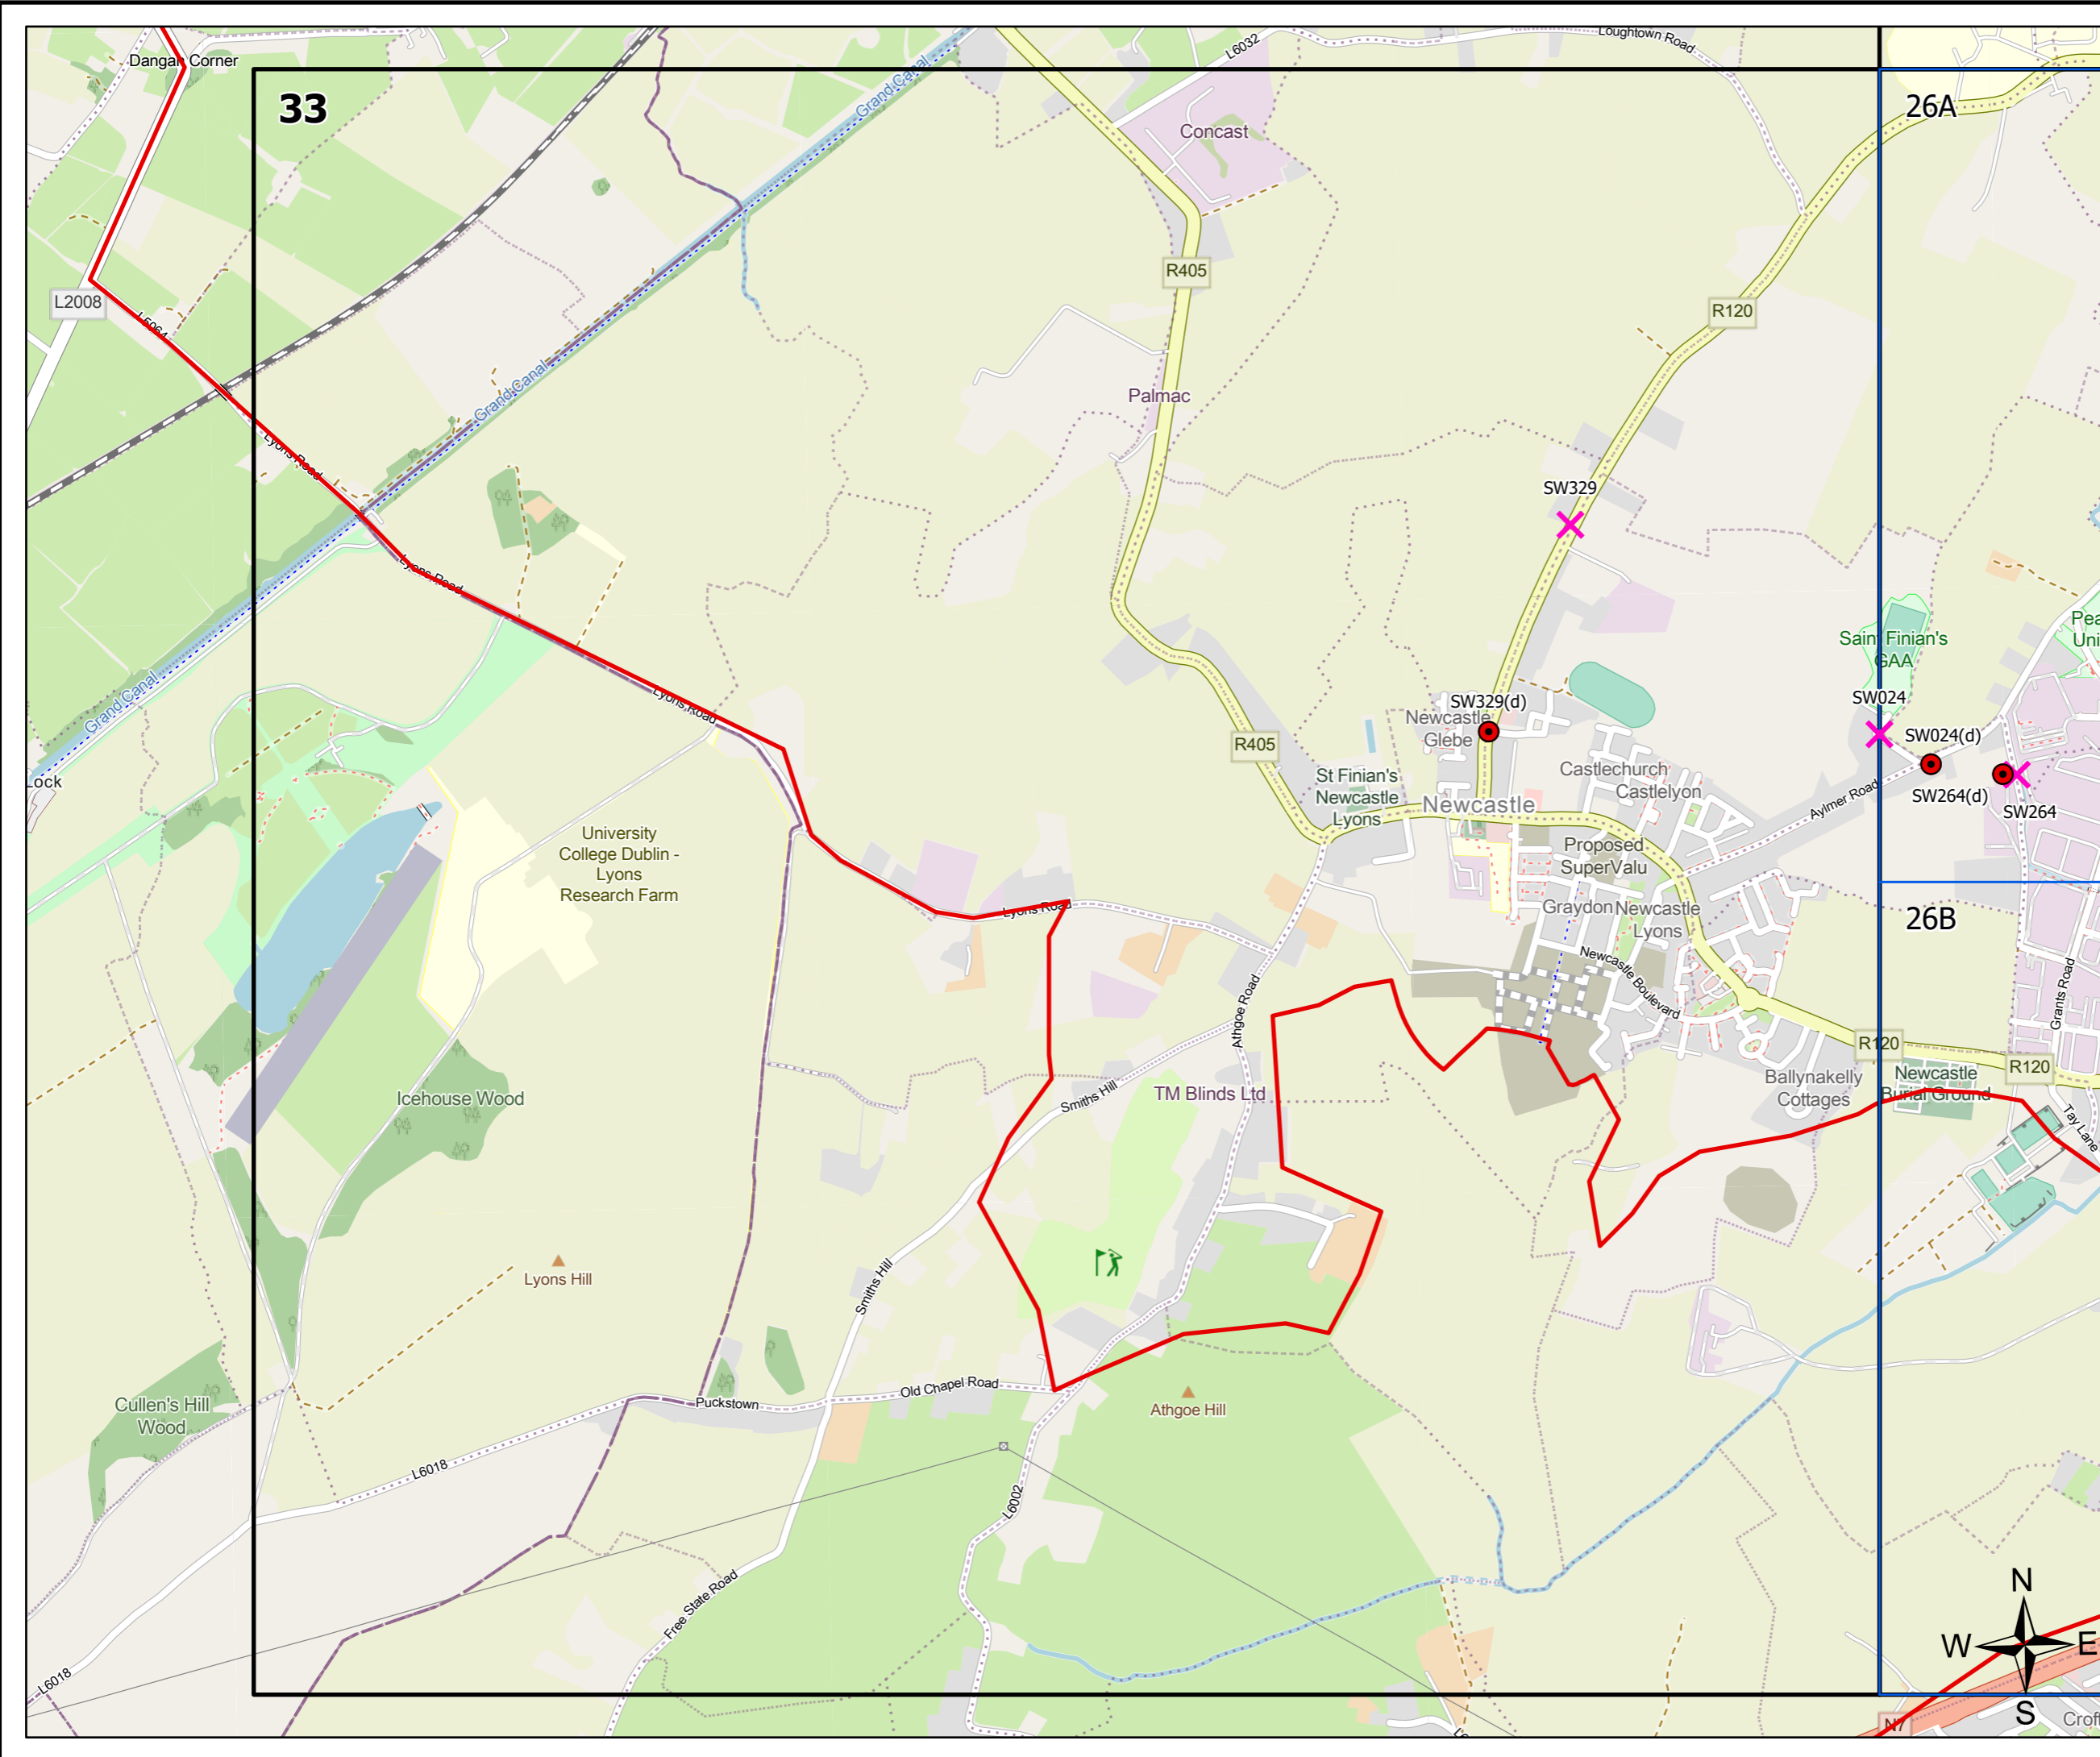 L6032
Loughtown Road
Dangan Corner
Grand Canal
33
26A
Concast
R405
L2008
L5064
R120
Grand Canal
Palmac
Lyons Road
SW329
Lyons Road
Saint Finian's
GAA
SW024
Grand Canal
Lyons Road
SW329(d)
Newcastle
Glebe
R405
SW024(d)
Castlechurch
Castlelyon
St Finian's
Newcastle
Lyons
Newcastle
Aylmer Road
SW264(d)
SW264
University
College Dublin -
Lyons
Research Farm
Proposed
SuperValu
Lyons Road
Graydon
Newcastle
Lyons
26B
Newcastle Boulevard
Athgoe Road
Grants Road
R120
R120
Icehouse Wood
Smiths Hill
TM Blinds Ltd
Ballynakelly
Cottages
Newcastle
Burial Ground
Tay Lane
Lyons Hill
Smiths Hill
Cullen's Hill
Wood
Puckstown
Old Chapel Road
Athgoe Hill
L6018
L6002
Free State Road
L6018
N
W
E
S
N7